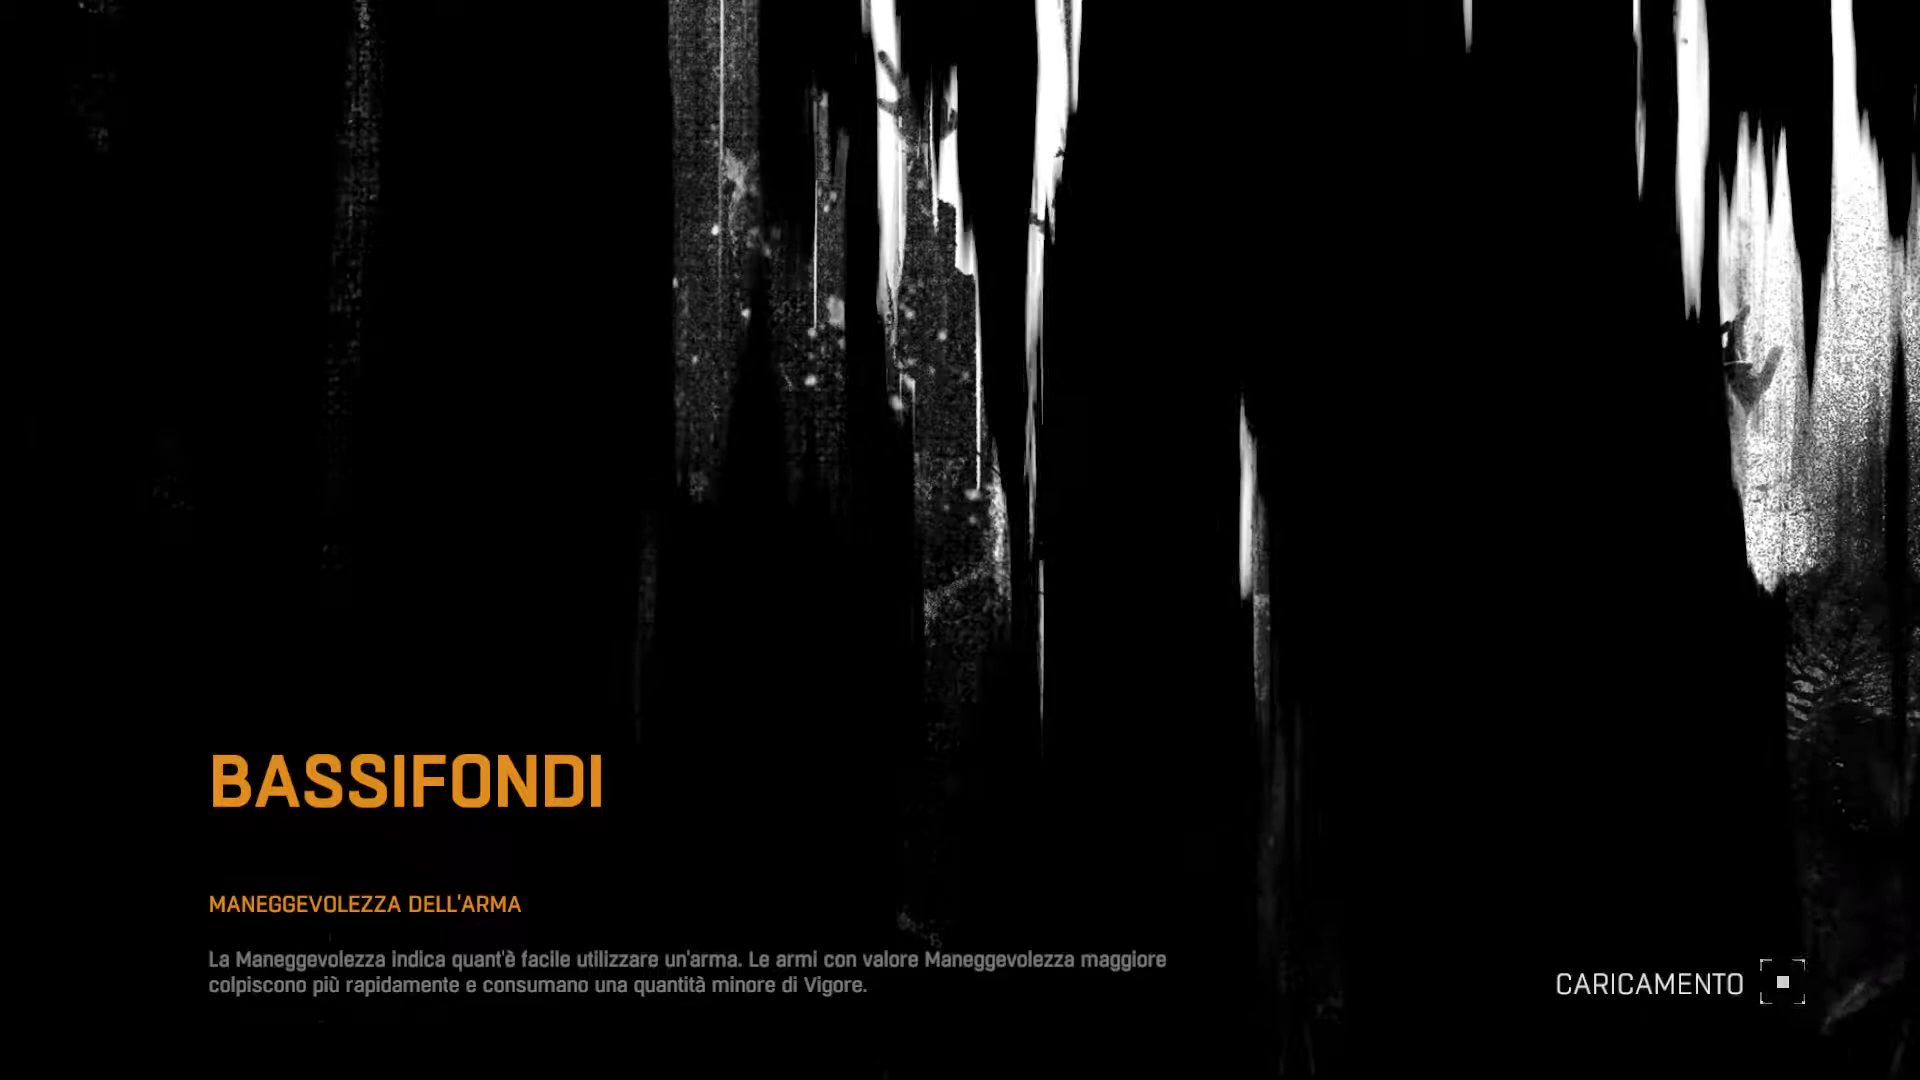 BASSIFONDI
MANEGGEVOLEZZA DELL'ARMA
La Maneggevolezza indica quant'è facile utilizzare un'arma. Le armi con valore Maneggevolezza maggiore
colpiscono più rapidamente e consumano una quantità minore di Vigore.
CARICAMENTO